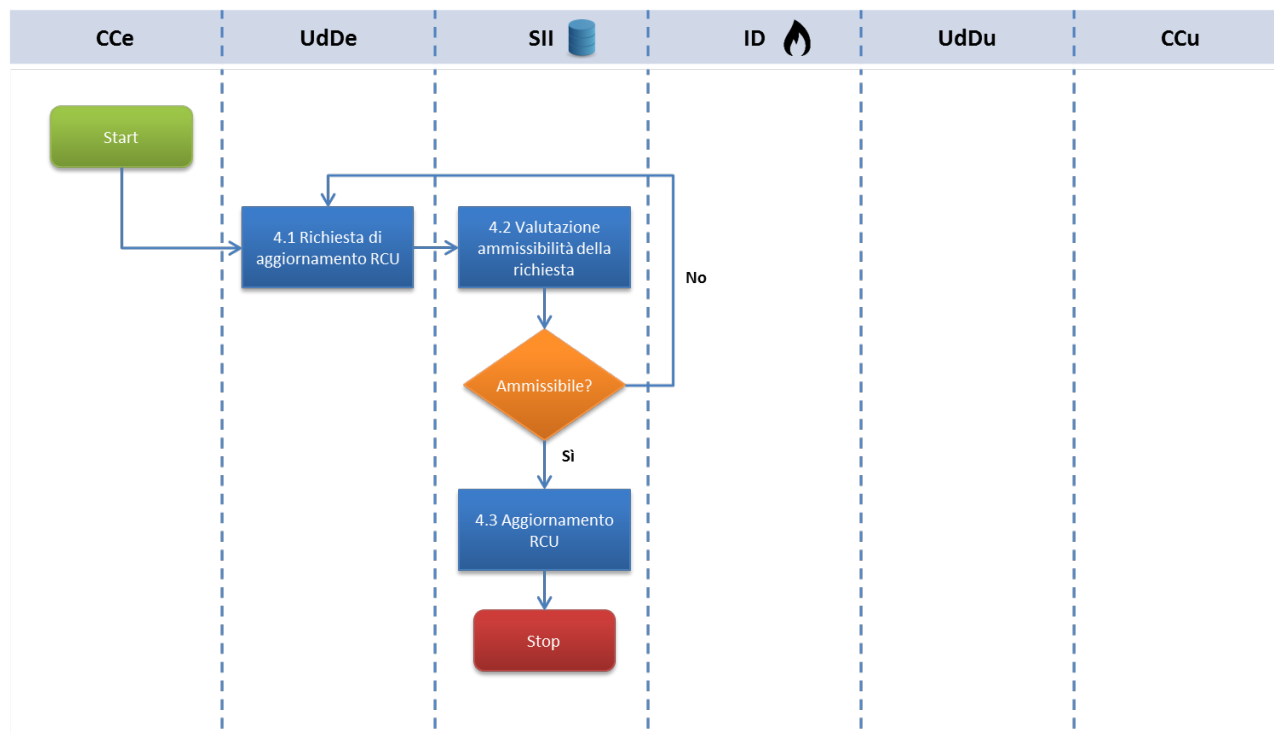 CCe
UdDe
SII
ID
UdDu
CCu
Start
4.1 Richiesta di
aggiornamento RCU
4.2 Valutazione
ammissibilità della
richiesta
No
Ammissibile?
Sì
4.3 Aggiornamento
RCU
Stop